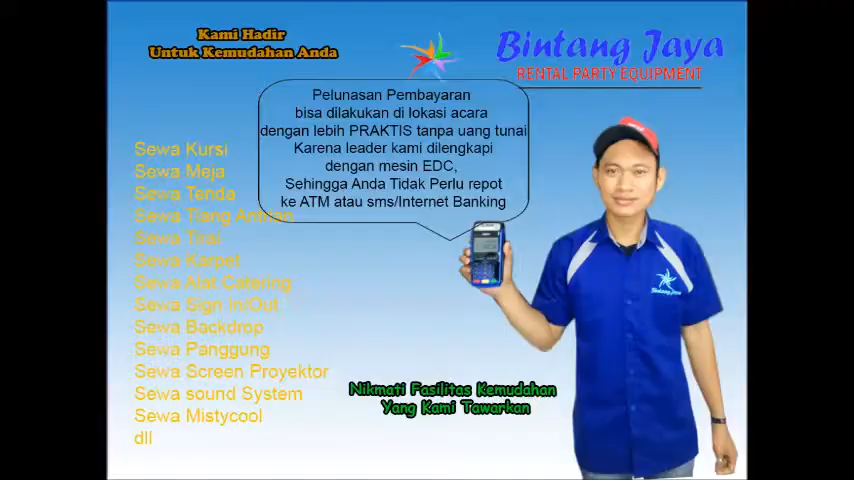 Kami Hadir
Untuk Kemudahan Anda
Bintang Jaya
RENTAL PARTY EQUIPMENT
Pelunasan Pembayaran
bisa dilakukan di lokasi acara
dengan lebih PRAKTIS tanpa uang tunai
Karena leader kami dilengkapi
dengan mesin EDC,
Sehingga Anda Tidak Perlu repot
ke ATM atau sms/Internet Banking
Sewa Kursi
Sewa Meja
Sewa Tenda
Sewa Tiang Antrian
Sewa Tirai
Sewa Karpet
Sewa Alat Catering
Sewa Sign In/Out
Sewa Backdrop
Sewa Panggung
Sewa Screen Proyektor
Sewa sound System
Sewa Mistycool
dll
Bintang Jaya
Nikmati Fasilitas Kemudahan
Yang Kami Tawarkan